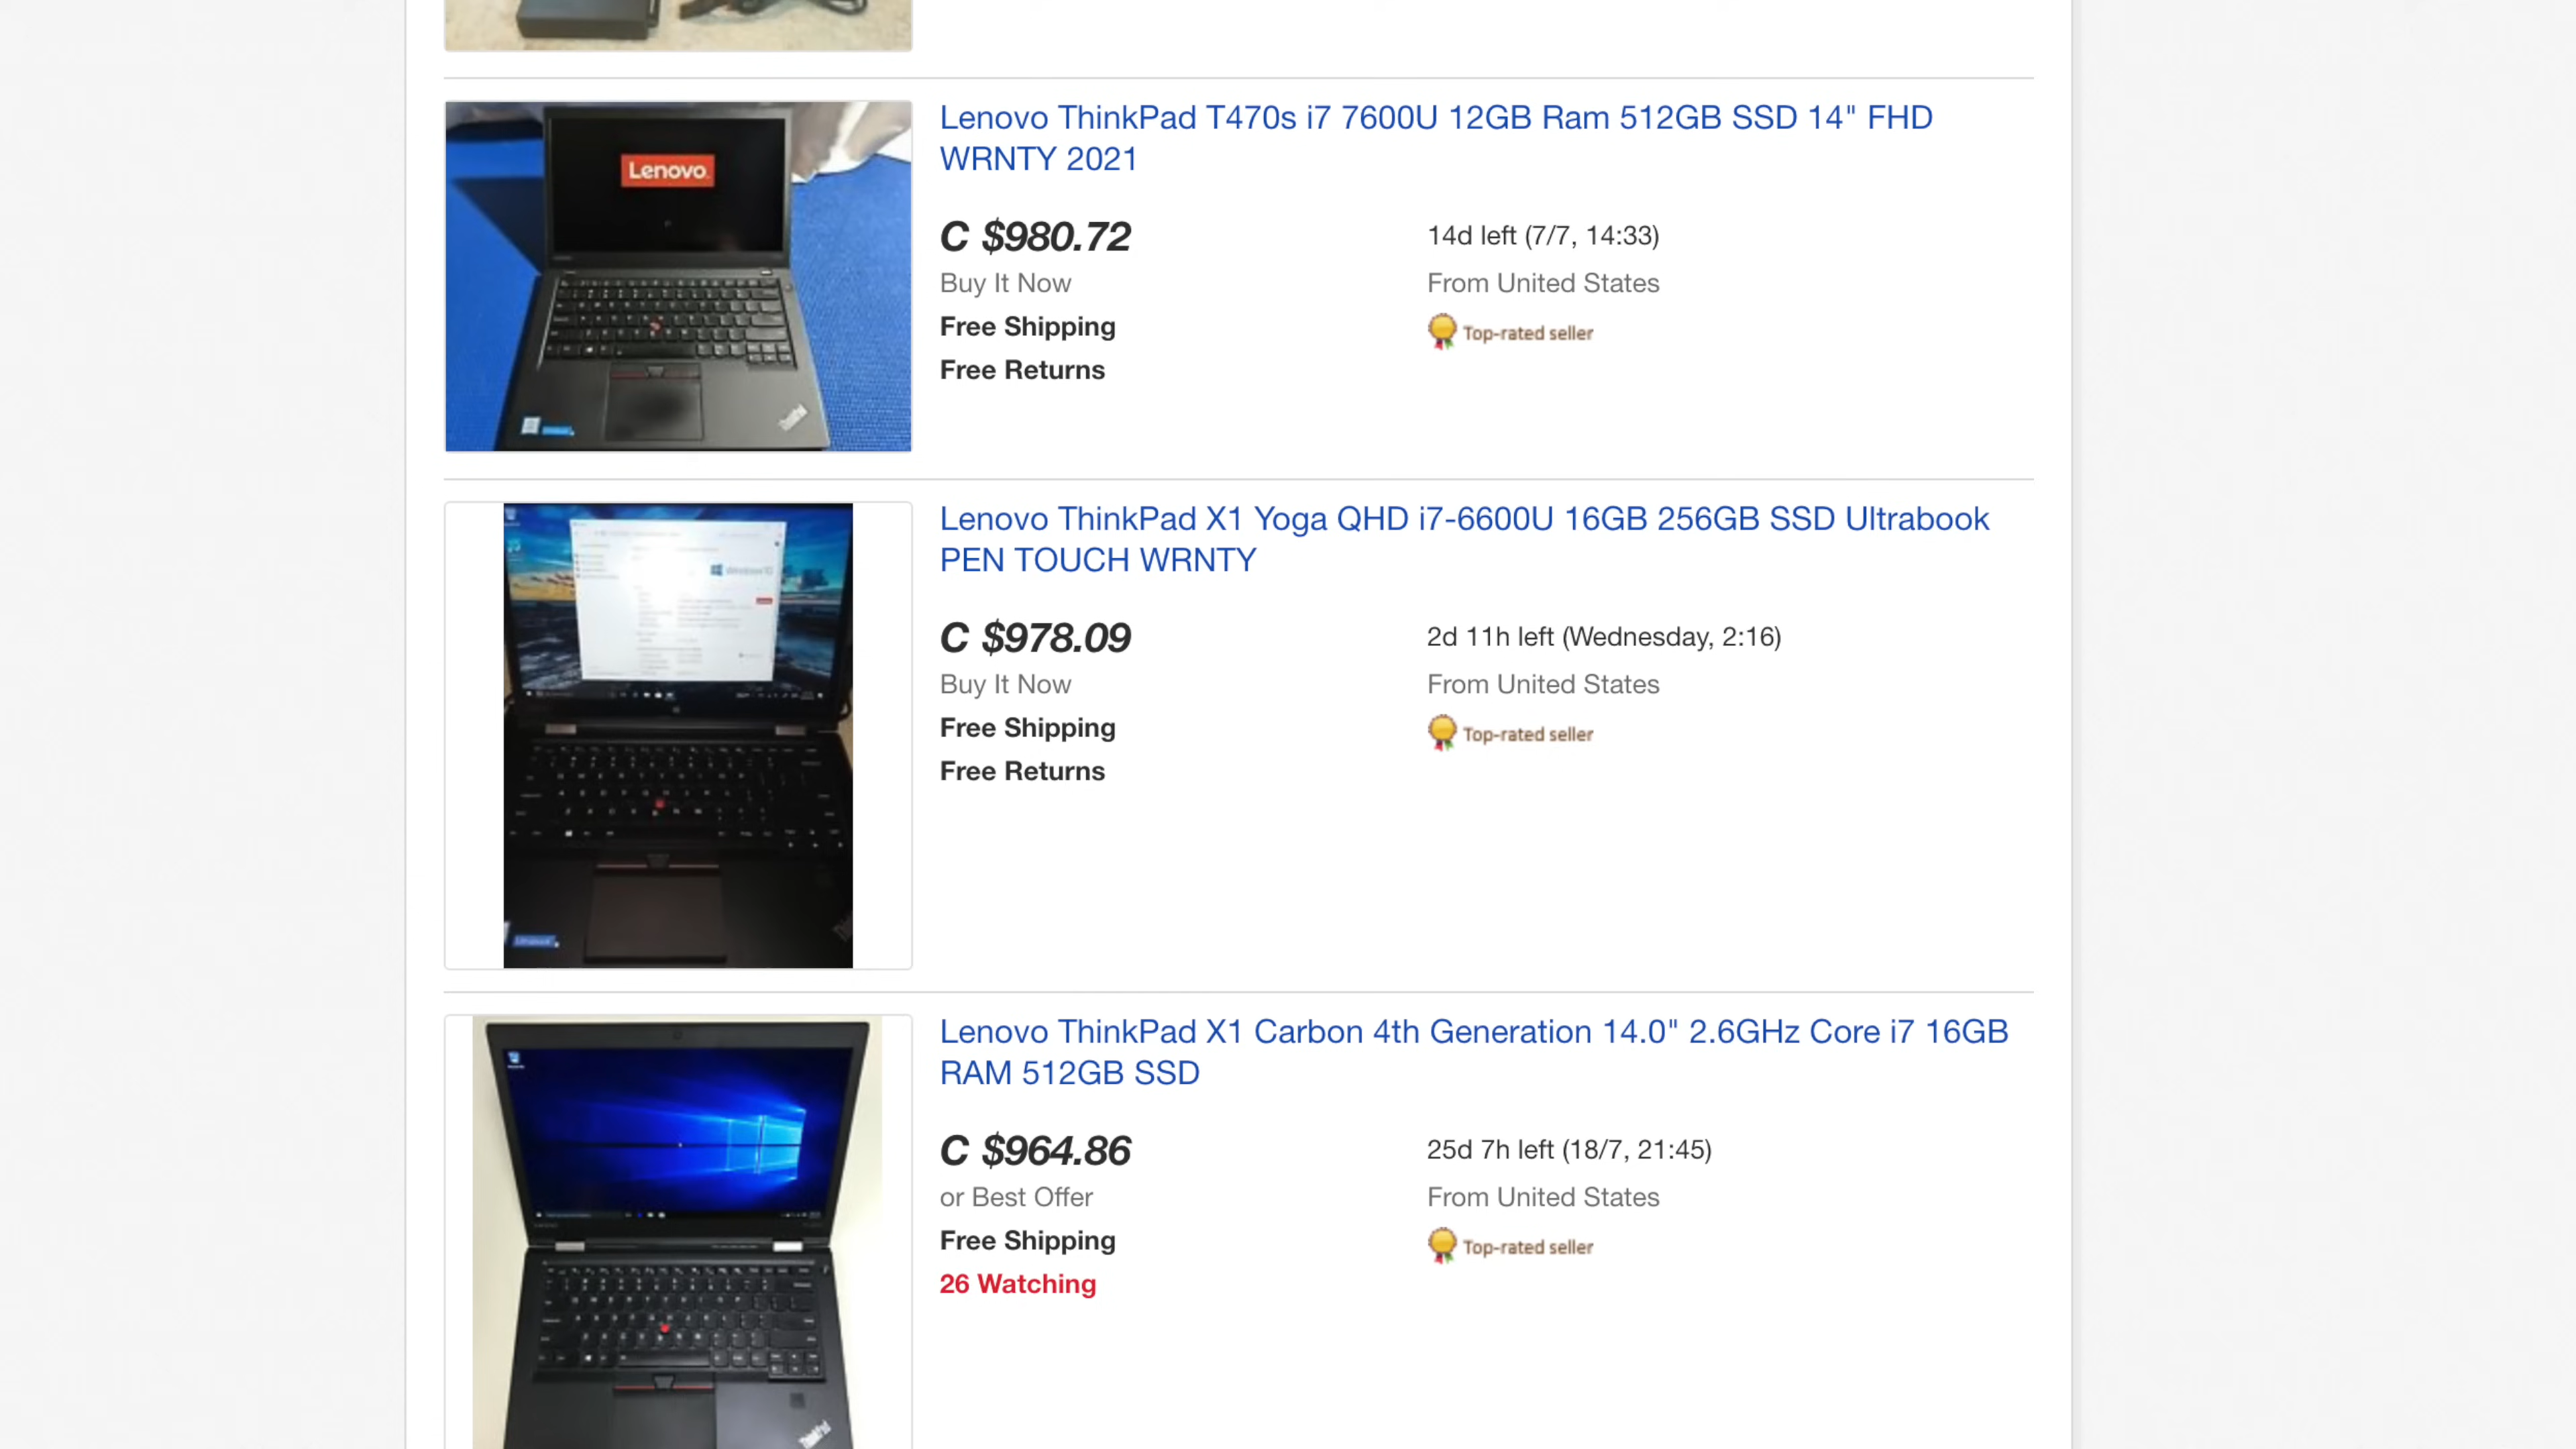 Lenovo ThinkPad T470s i7 7600U 12GB Ram 512GB SSD 14" FHD
WRNTY 2021
Lenovo
C $980.72
14d left (7/7, 14:33)
Buy It Now
From United States
Free Shipping
Top-rated seller
Free Returns
Lenovo ThinkPad X1 Yoga QHD i7-6600U 16GB 256GB SSD Ultrabook
PEN TOUCH WRNTY
C $978.09
2d 11h left (Wednesday, 2:16)
Buy It Now
From United States
Free Shipping
Top-rated seller
Free Returns
Lenovo ThinkPad X1 Carbon 4th Generation 14.0" 2.6GHz Core i7 16GB
RAM 512GB SSD
C $964.86
25d 7h left (18/7, 21:45)
or Best Offer
From United States
Free Shipping
Top-rated seller
26 Watching
ThinkPad